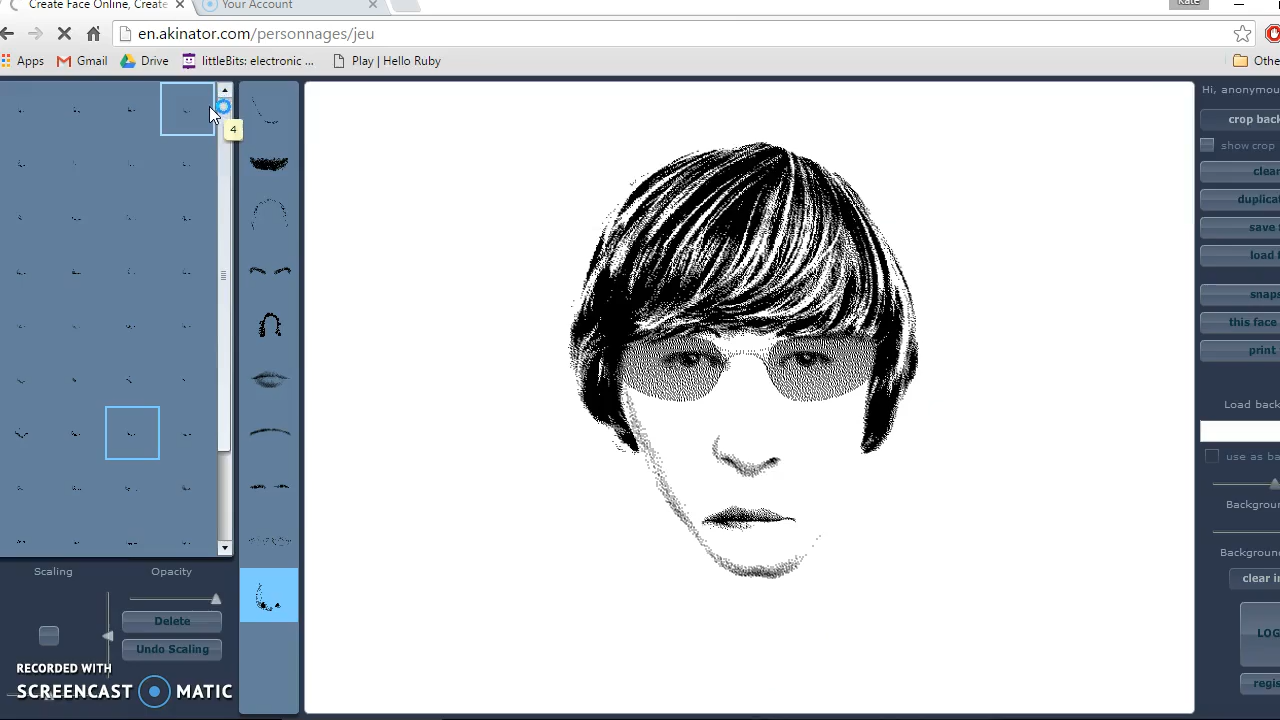 Create Face Online, Create
Your Account
Kate
en.akinator.com/personnages/jeu
Apps
Gmail
Drive
littleBits: electronic ...
Play | Hello Ruby
Othe
4
Hi, anonymou
crop back
show crop
clear
duplicat
save f
load f
snaps
this face
print
Load back
use as ba
Backgroun
Background
clear im
LOG
regis
Scaling
Opacity
Delete
Undo Scaling
RECORDED WITH
SCREENCAST MATIC